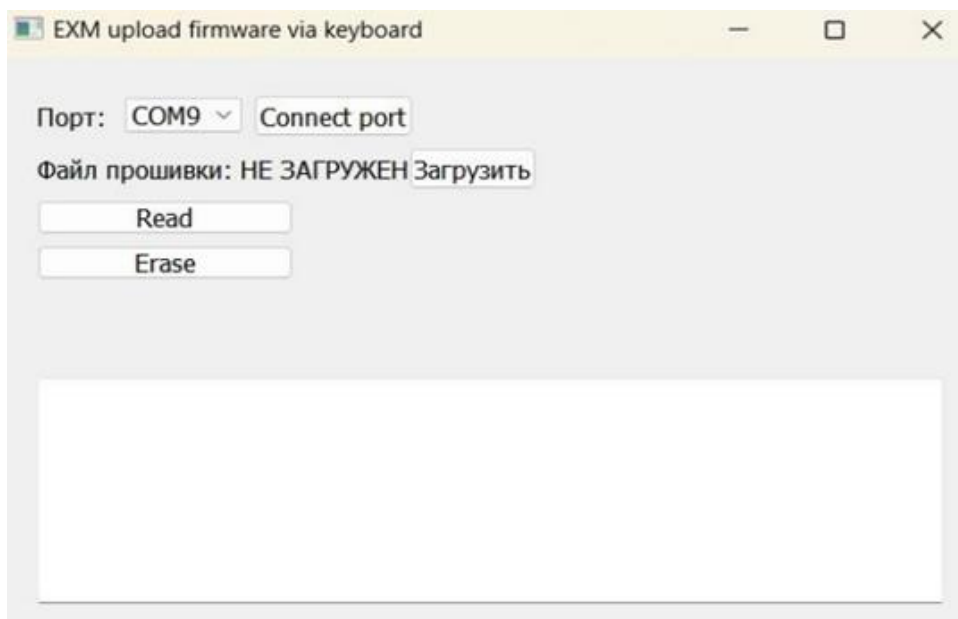 EXM upload firmware via keyboard
Порт: COM9 Connect port
Файл прошивки: НЕ ЗАГРУЖЕН Загрузить
Read
Erase